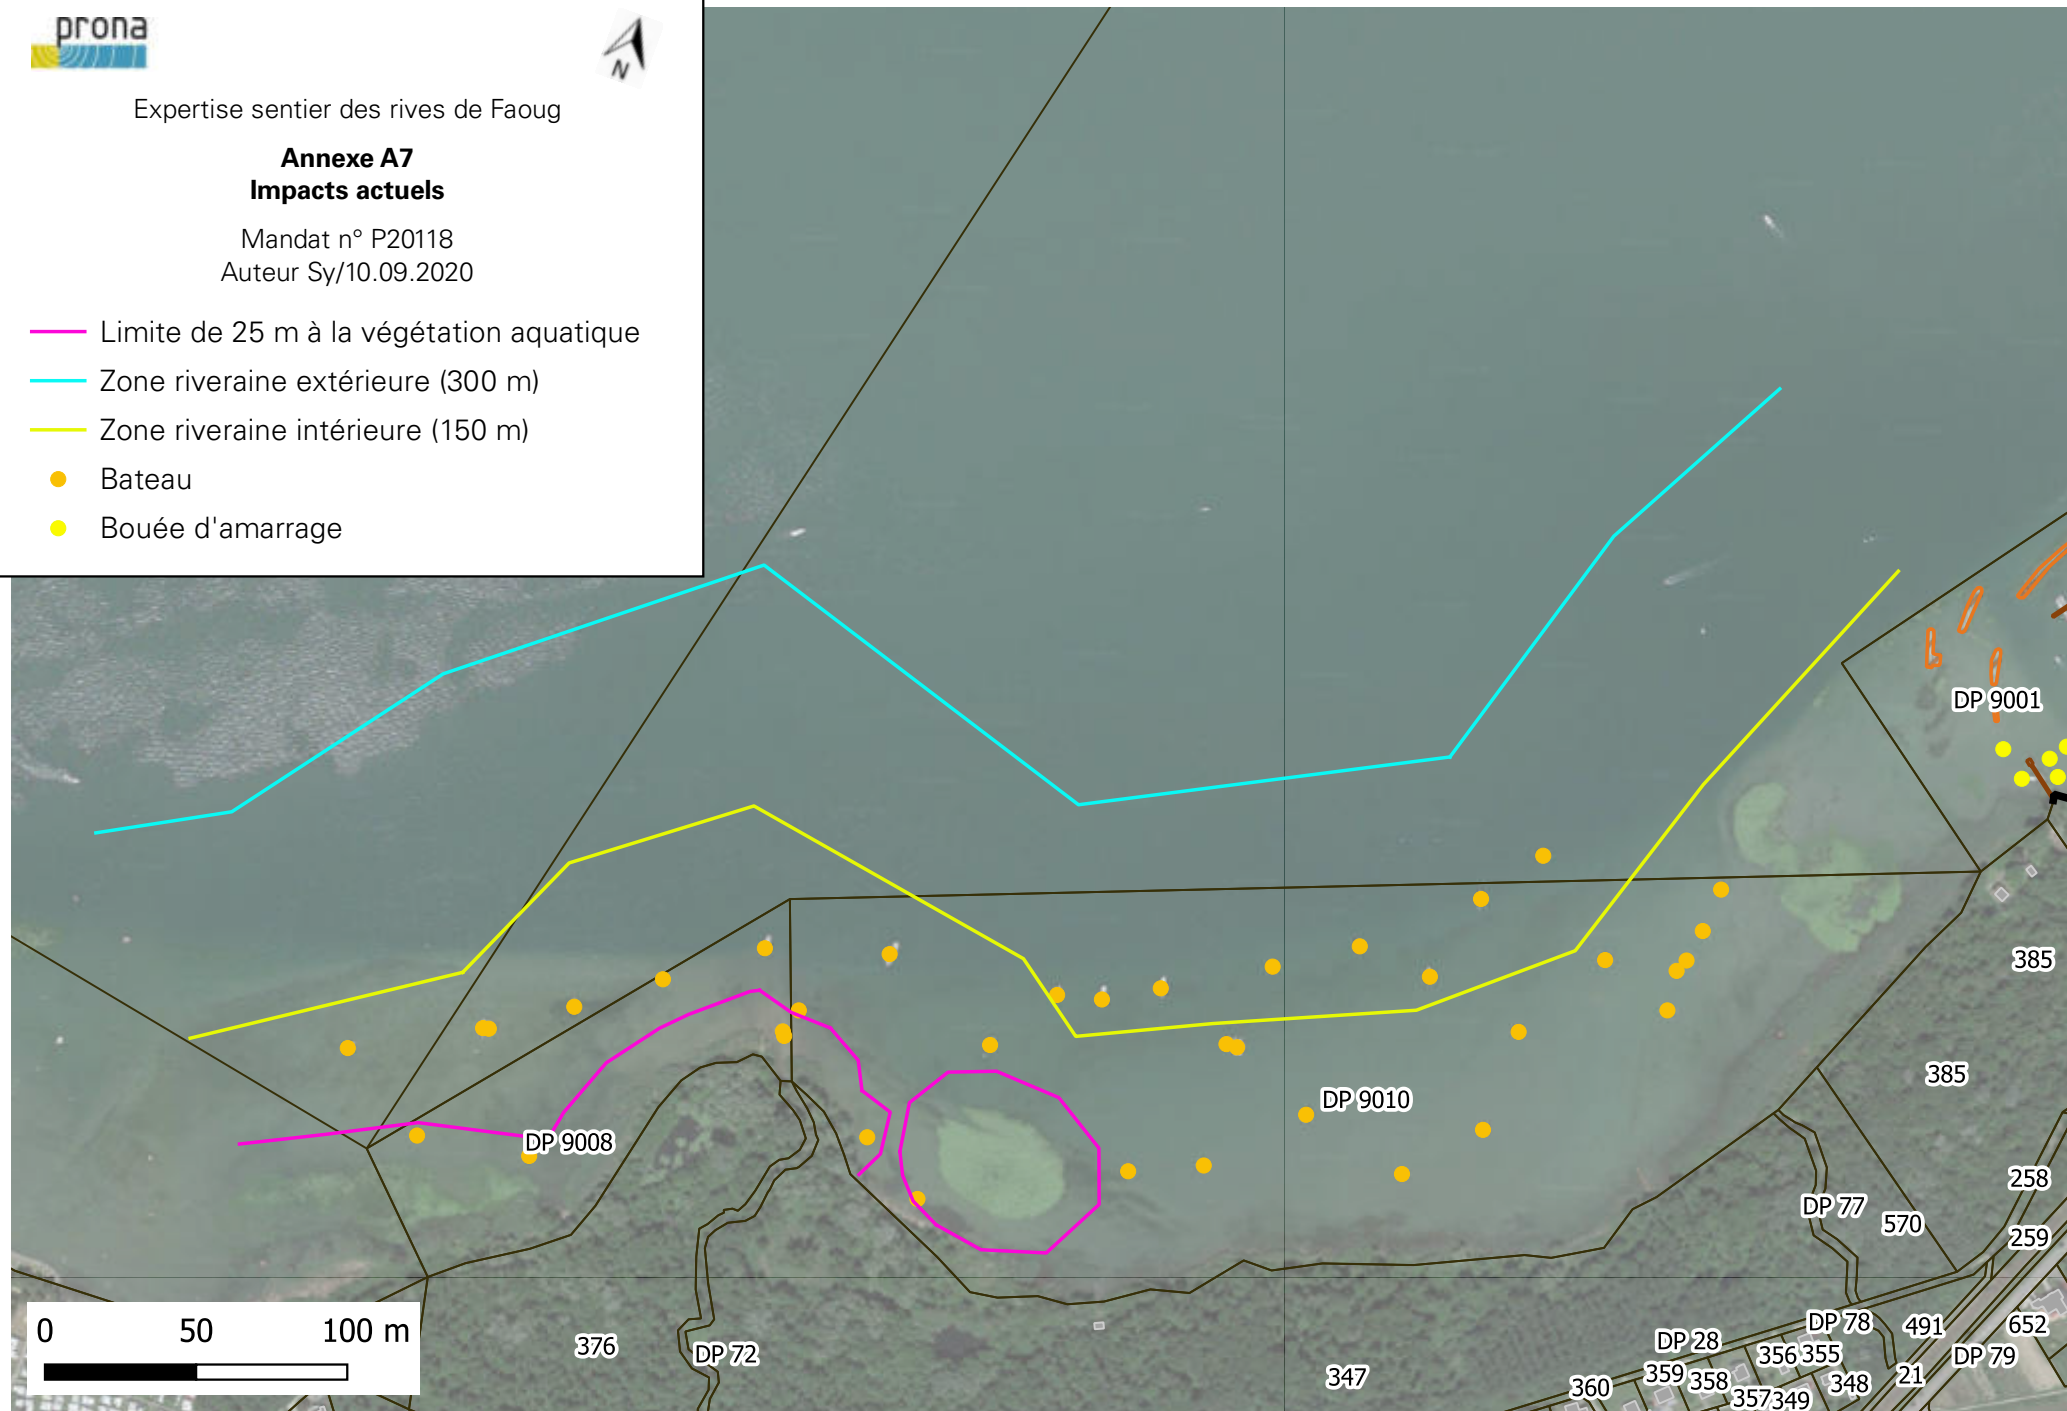 prona
N
Expertise sentier des rives de Faoug
Annexe A7
Impacts actuels
Mandat n° P20118
Auteur Sy/10.09.2020
Limite de 25 m à la végétation aquatique
Zone riveraine extérieure (300 m)
Zone riveraine intérieure (150 m)
Bateau
Bouée d'amarrage
DP 9001
385
385
DP 9010
DP 9008
258
DP 77
570
259
0 50 100 m
376
DP 72
347
DP 28
DP 78
491
652
356
355
DP 79
359
358
348
21
360
357
349